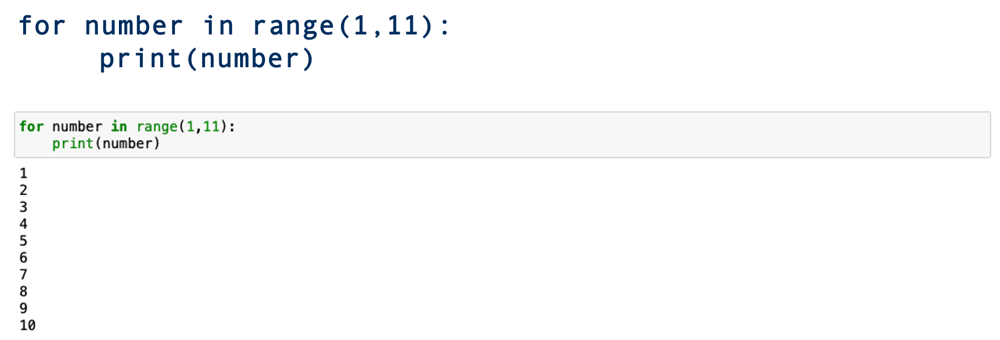 for number in range(1,11):
     print(number)
for number in range(1,11):
    print(number)
1
2
3
4
5
6
7
8
9
10